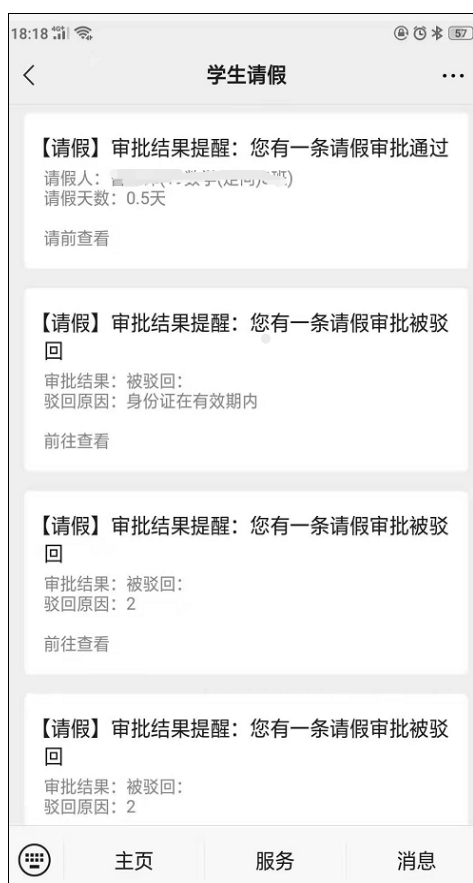 18:18
57
学生请假
【请假】审批结果提醒：您有一条请假审批通过
请假人：
请假天数：0.5天
请前查看
【请假】审批结果提醒：您有一条请假审批被驳
回
审批结果：被驳回：
驳回原因：身份证在有效期内
前往查看
【请假】审批结果提醒：您有一条请假审批被驳
回
审批结果：被驳回：
驳回原因：2
前往查看
【请假】审批结果提醒：您有一条请假审批被驳
回
审批结果：被驳回：
驳回原因：2
主页
服务
消息